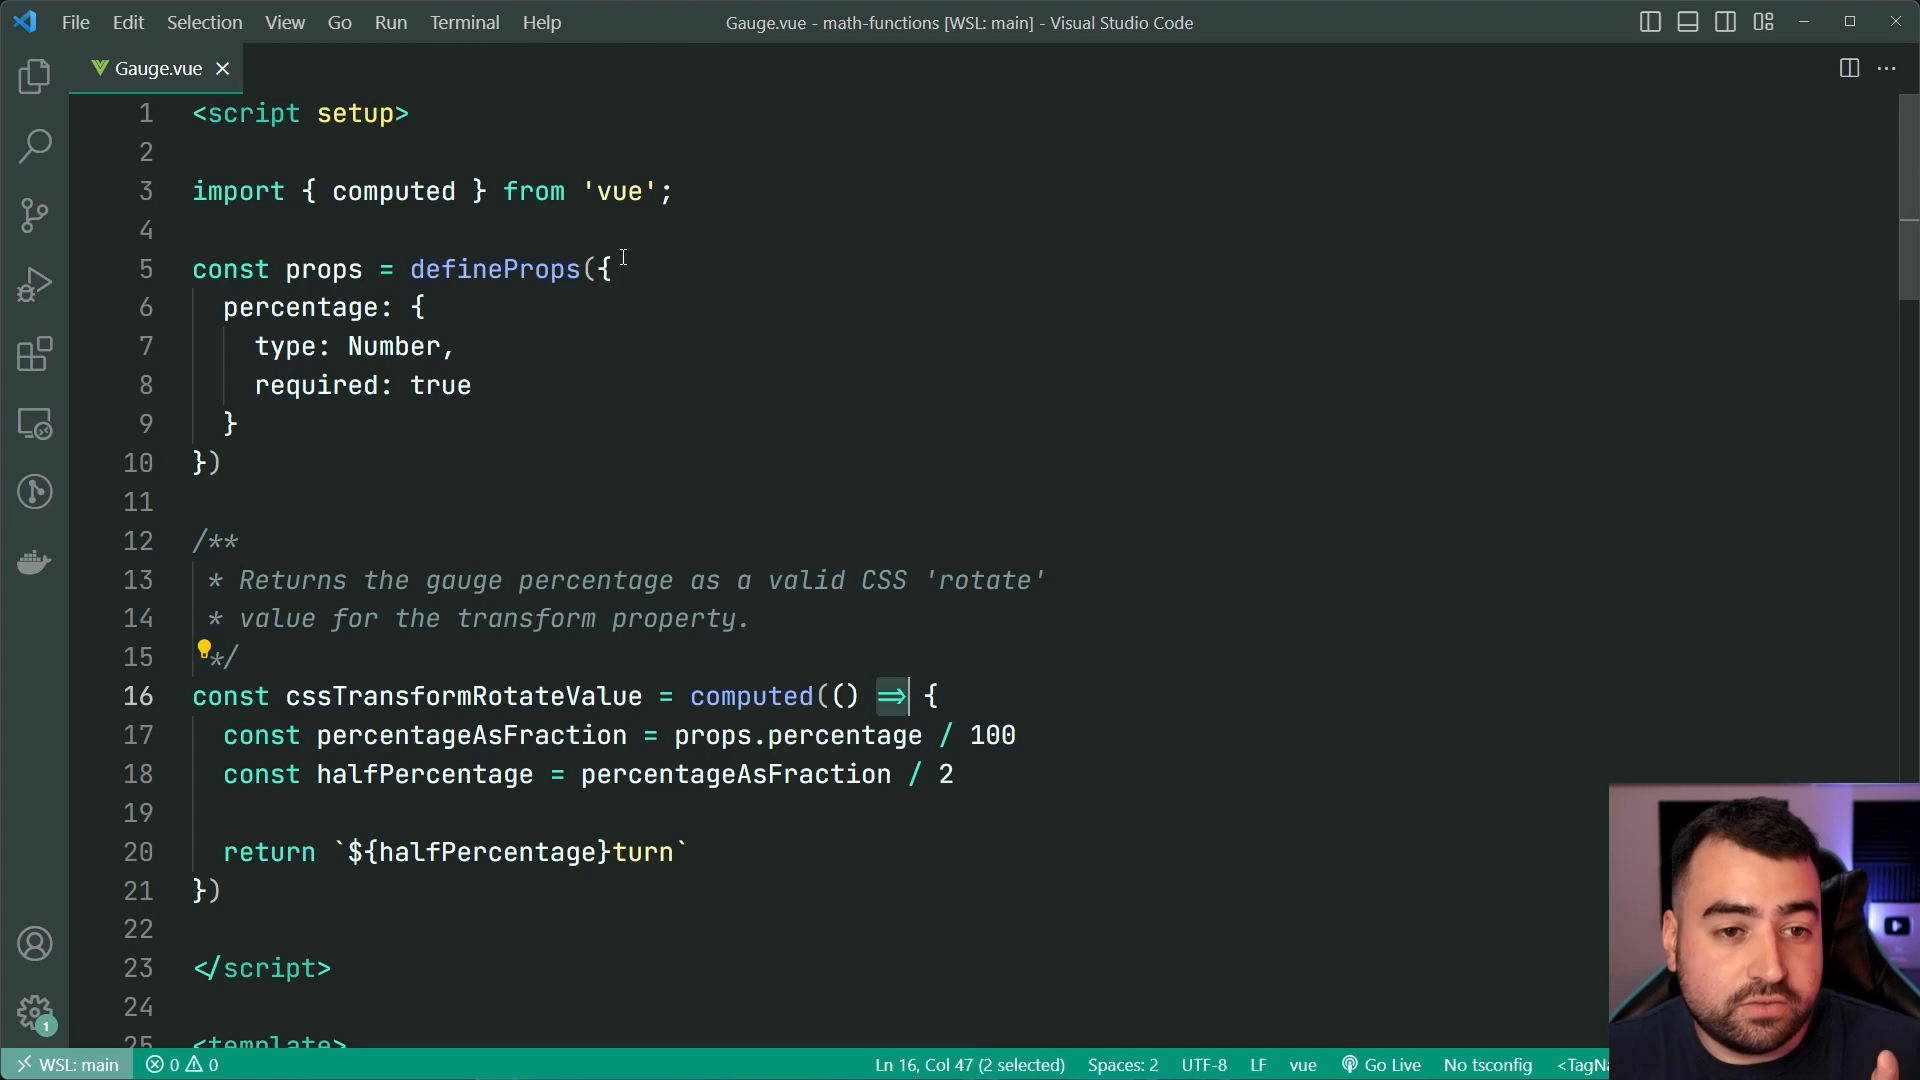 File Edit Selection View Go Run Terminal Help
Gauge.vue - math-functions [WSL: main] - Visual Studio Code
Gauge.vue
1 <script setup>
2
3 import { computed } from 'vue';
4
5 const props = defineProps({
6 percentage: {
7 type: Number,
8 required: true
9 }
10 })
11
12 /**
13 * Returns the gauge percentage as a valid CSS 'rotate'
14 * value for the transform property.
15 */
16 const cssTransformRotateValue = computed(() => {
17 const percentageAsFraction = props.percentage / 100
18 const halfPercentage = percentageAsFraction / 2
19
20 return `${halfPercentage}turn`
21 })
22
23 </script>
24
25 <template>
1
WSL: main 0 0 Ln 16, Col 47 (2 selected) Spaces: 2 UTF-8 LF vue Go Live No tsconfig <TagNa